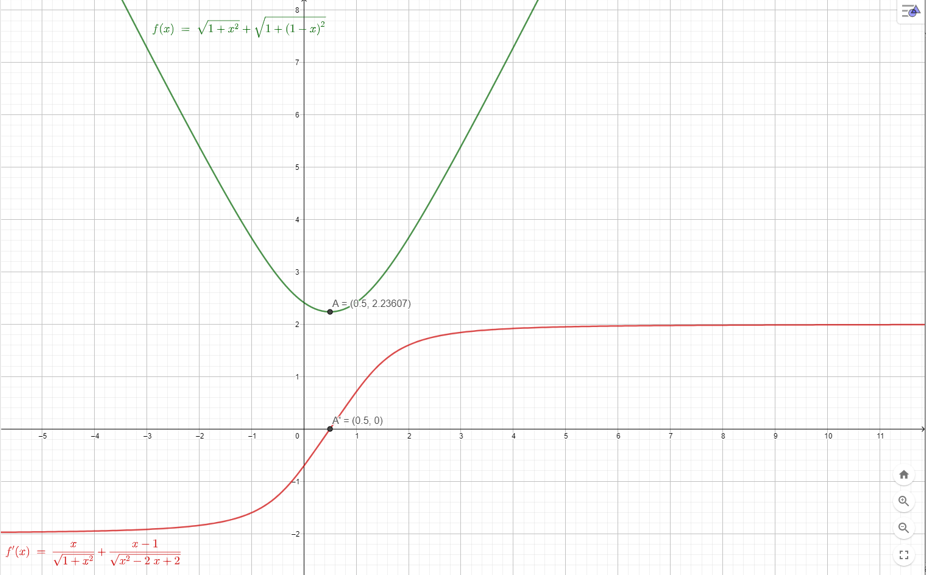 8
f(x) = √(1 + x²) + √(1 + (1 − x)²)
7
6
5
4
3
A = (0.5, 2.23607)
2
1
A' = (0.5, 0)
−5 −4 −3 −2 −1 0 1 2 3 4 5 6 7 8 9 10 11
−1
−2
f'(x) = x/√(1 + x²) + (x − 1)/√(x² − 2 x + 2)